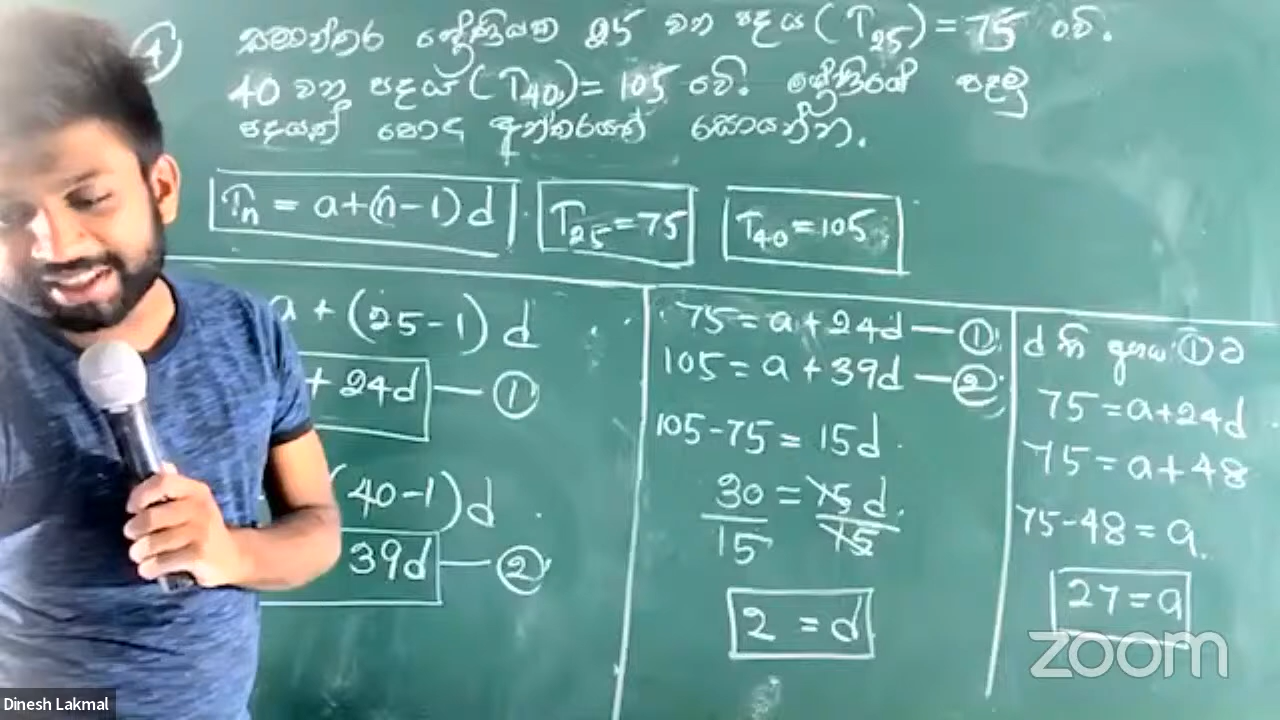 4) සමාන්තර ශ්‍රේණියක 25 වන පදය (T₂₅) = 75 වේ.
40 වන පදය (T₄₀) = 105 වේ. ශ්‍රේණියේ පළමු
පදයත් පොදු අන්තරයත් සොයන්න.
Tₙ = a+(n-1)d
T₂₅=75
T₄₀=105
a + (25-1) d
+ 24d — ①
(40-1) d
39d — ②
75 = a + 24d — ①
105 = a + 39d — ②
105-75 = 15d
30 = 15 d
15 15
2 = d
① ට
75 = a+24d
75 = a+48
75-48 = a
27 = a
zoom
Dinesh Lakmal